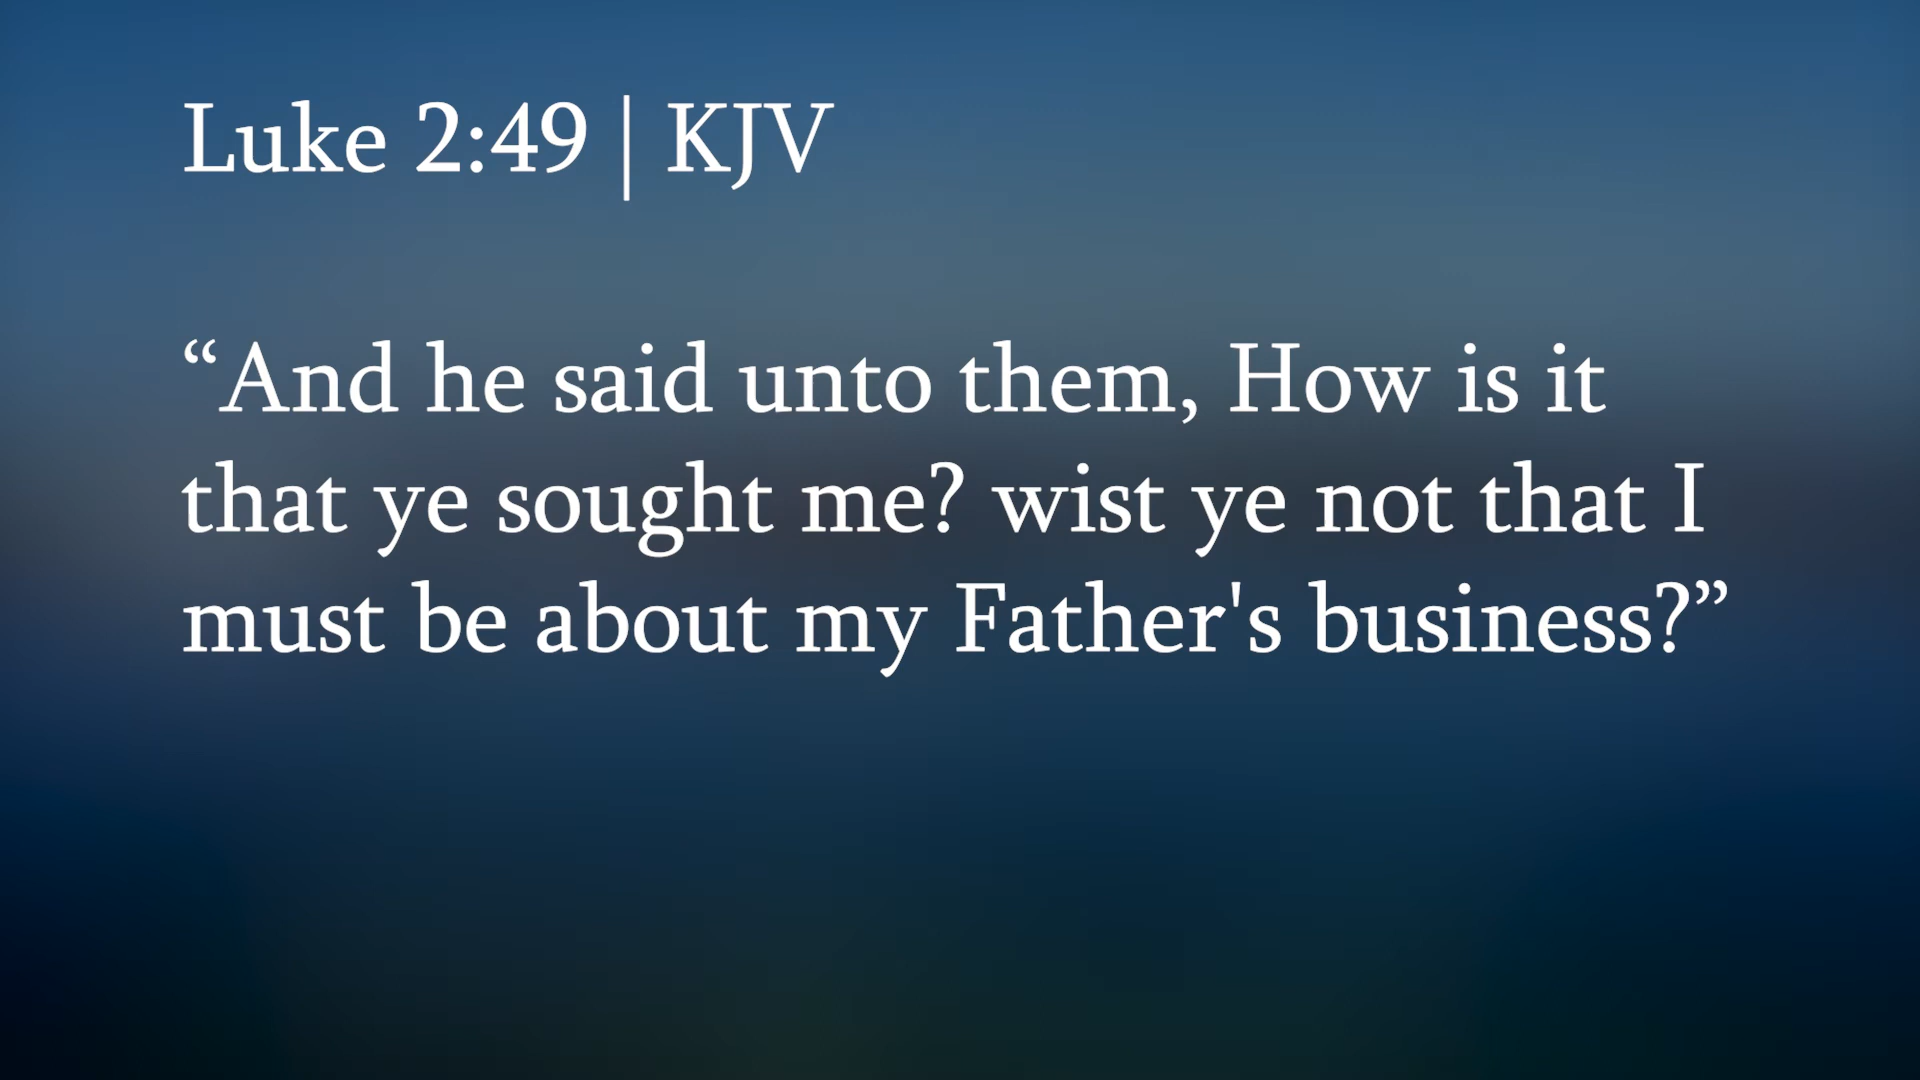 Luke 2:49 | KJV
“And he said unto them, How is it
that ye sought me? wist ye not that I
must be about my Father's business?”